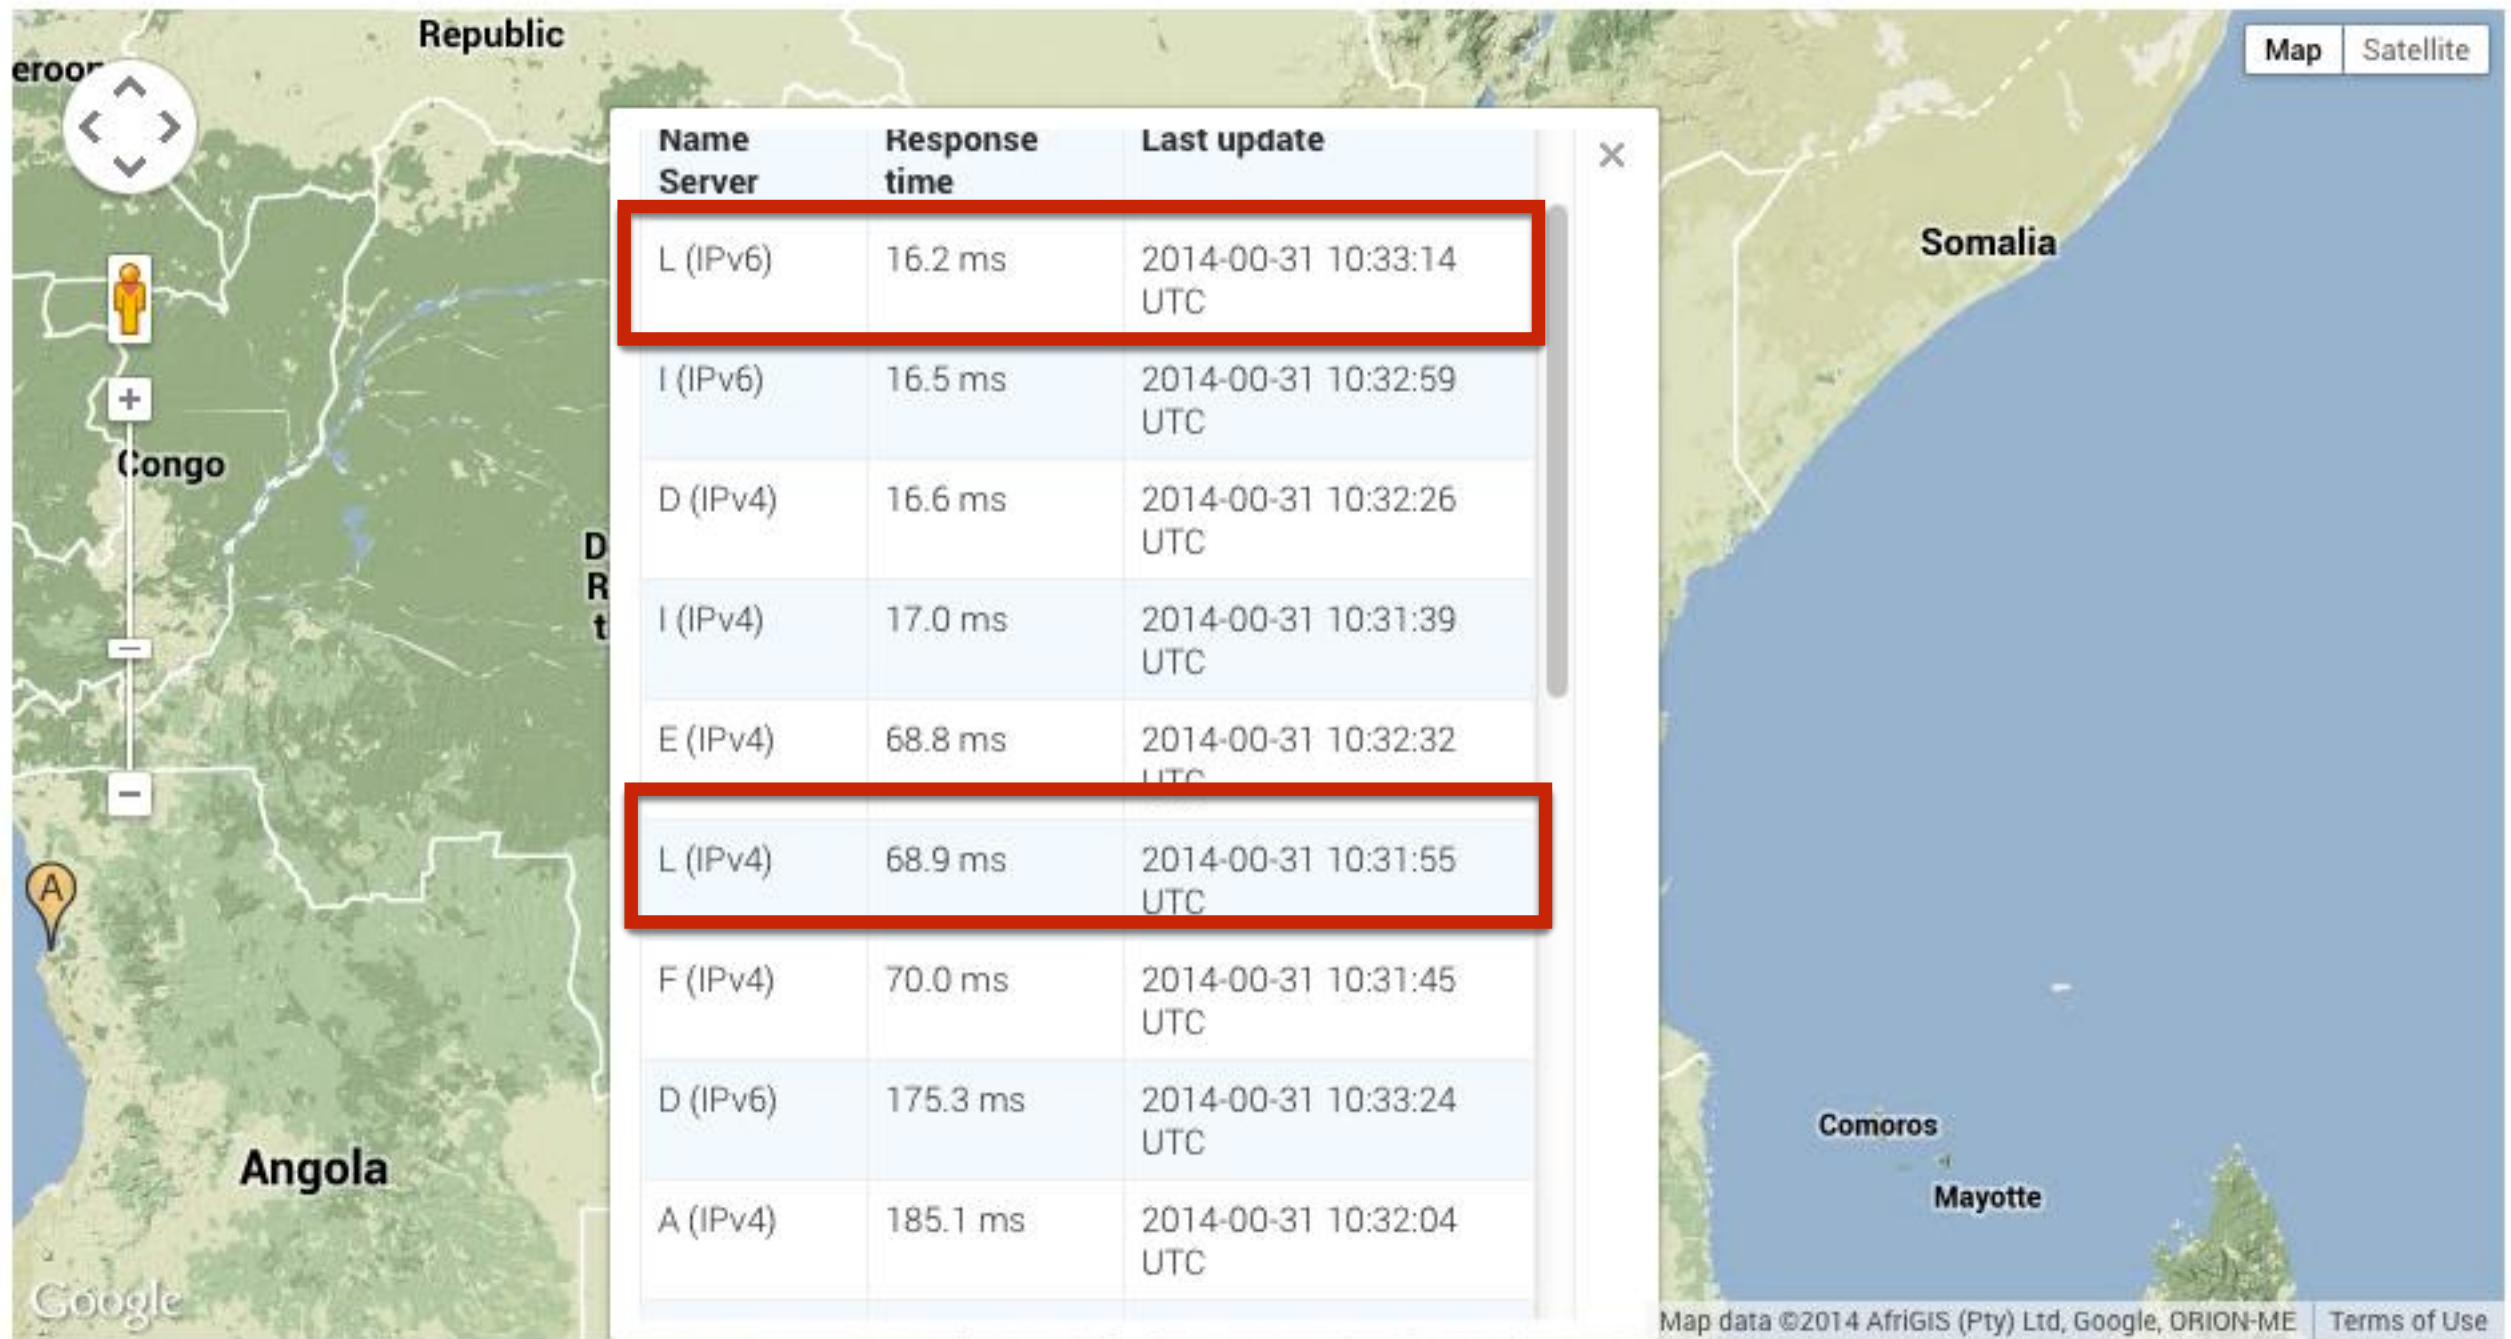 Republic
Map Satellite
Name Server Response time Last update
L (IPv6) 16.2 ms 2014-00-31 10:33:14 UTC
Somalia
I (IPv6) 16.5 ms 2014-00-31 10:32:59 UTC
Congo
D (IPv4) 16.6 ms 2014-00-31 10:32:26 UTC
D
R
t
I (IPv4) 17.0 ms 2014-00-31 10:31:39 UTC
E (IPv4) 68.8 ms 2014-00-31 10:32:32 UTC
L (IPv4) 68.9 ms 2014-00-31 10:31:55 UTC
A
F (IPv4) 70.0 ms 2014-00-31 10:31:45 UTC
D (IPv6) 175.3 ms 2014-00-31 10:33:24 UTC
Comoros
Angola
Mayotte
A (IPv4) 185.1 ms 2014-00-31 10:32:04 UTC
Google
Map data ©2014 AfriGIS (Pty) Ltd, Google, ORION-ME Terms of Use